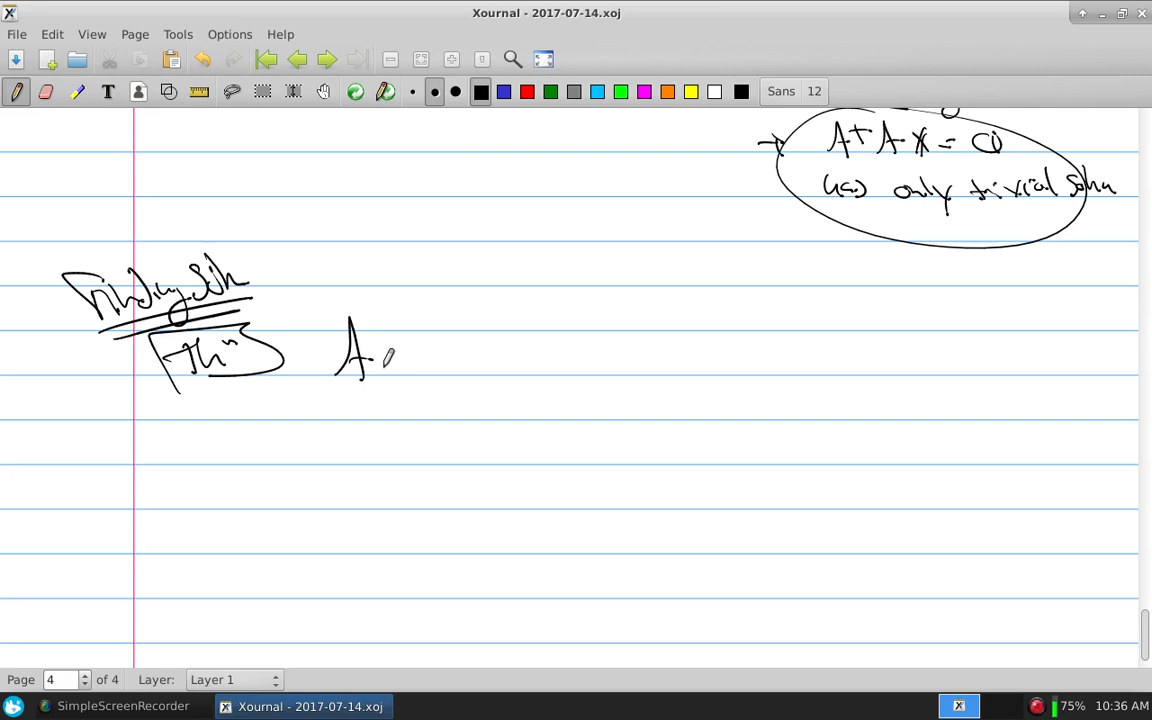 Xournal - 2017-07-14.xoj
File Edit View Page Tools Options Help
Sans 12
A^T A x = 0
has only trivial soln
Finding Soln
Th^n
A
Page 4 of 4 Layer: Layer 1
SimpleScreenRecorder Xournal - 2017-07-14.xoj 75% 10:36 AM